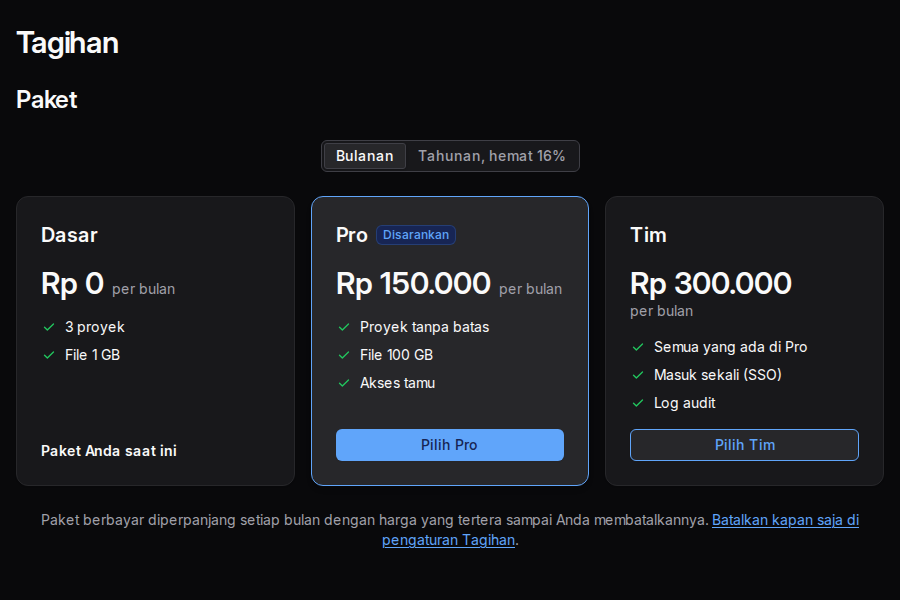 Tagihan
Paket
Bulanan
Tahunan, hemat 16%
Dasar
Rp 0 per bulan
3 proyek
File 1 GB
Paket Anda saat ini
Pro Disarankan
Rp 150.000 per bulan
Proyek tanpa batas
File 100 GB
Akses tamu
Pilih Pro
Tim
Rp 300.000
per bulan
Semua yang ada di Pro
Masuk sekali (SSO)
Log audit
Pilih Tim
Paket berbayar diperpanjang setiap bulan dengan harga yang tertera sampai Anda membatalkannya. Batalkan kapan saja di
pengaturan Tagihan.